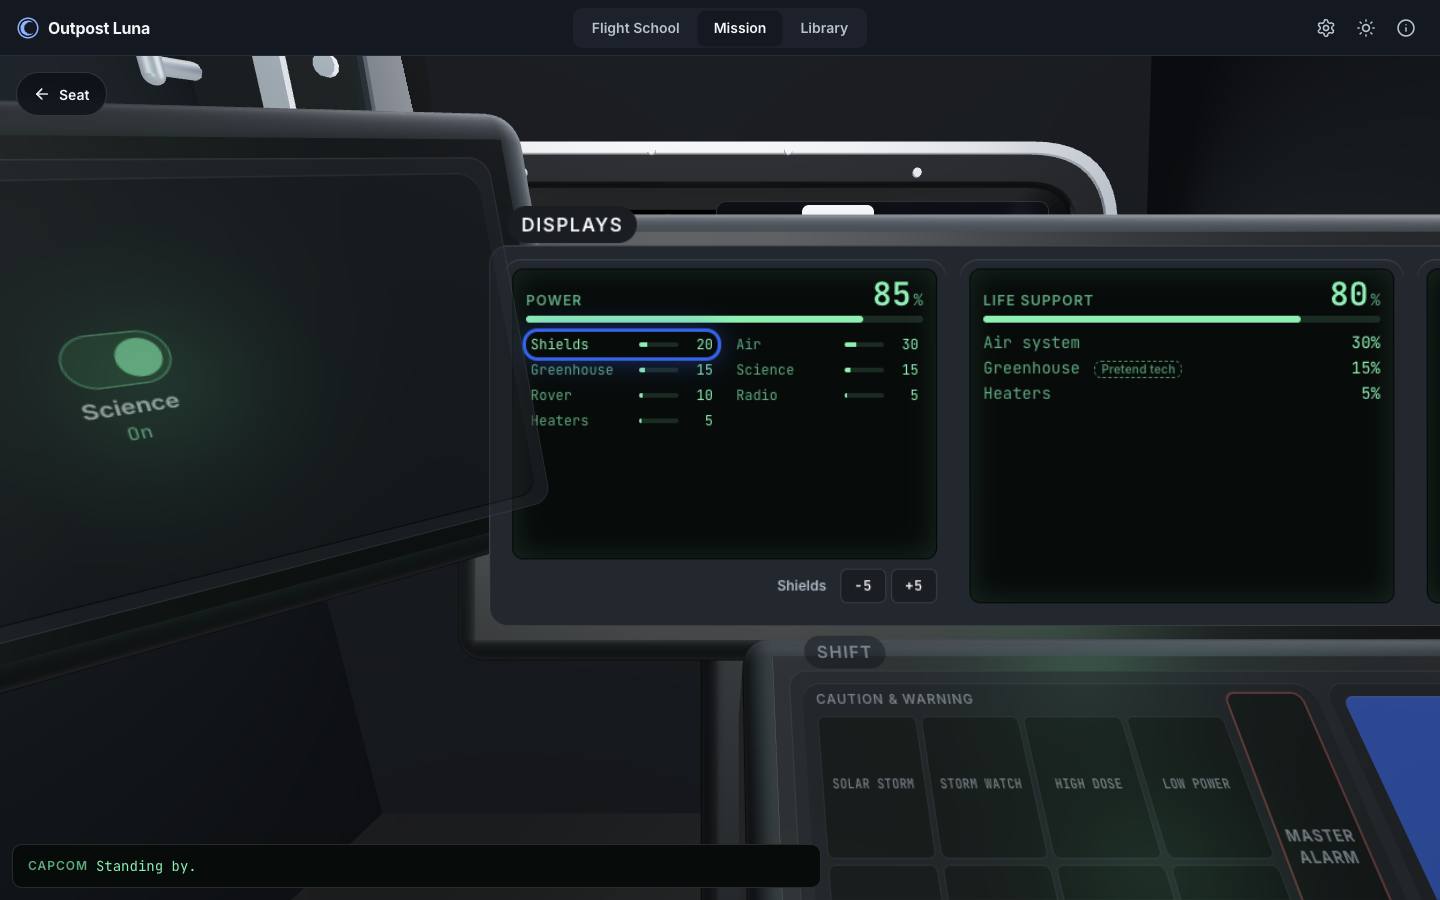 Outpost Luna
Flight School
Mission
Library
Seat
DISPLAYS
POWER
85%
Shields 20
Air 30
Greenhouse 15
Science 15
Rover 10
Radio 5
Heaters 5
Shields
-5
+5
LIFE SUPPORT
80%
Air system 30%
Greenhouse Pretend tech 15%
Heaters 5%
Science
On
SHIFT
CAUTION & WARNING
SOLAR STORM
STORM WATCH
HIGH DOSE
LOW POWER
MASTER
ALARM
CAPCOM Standing by.